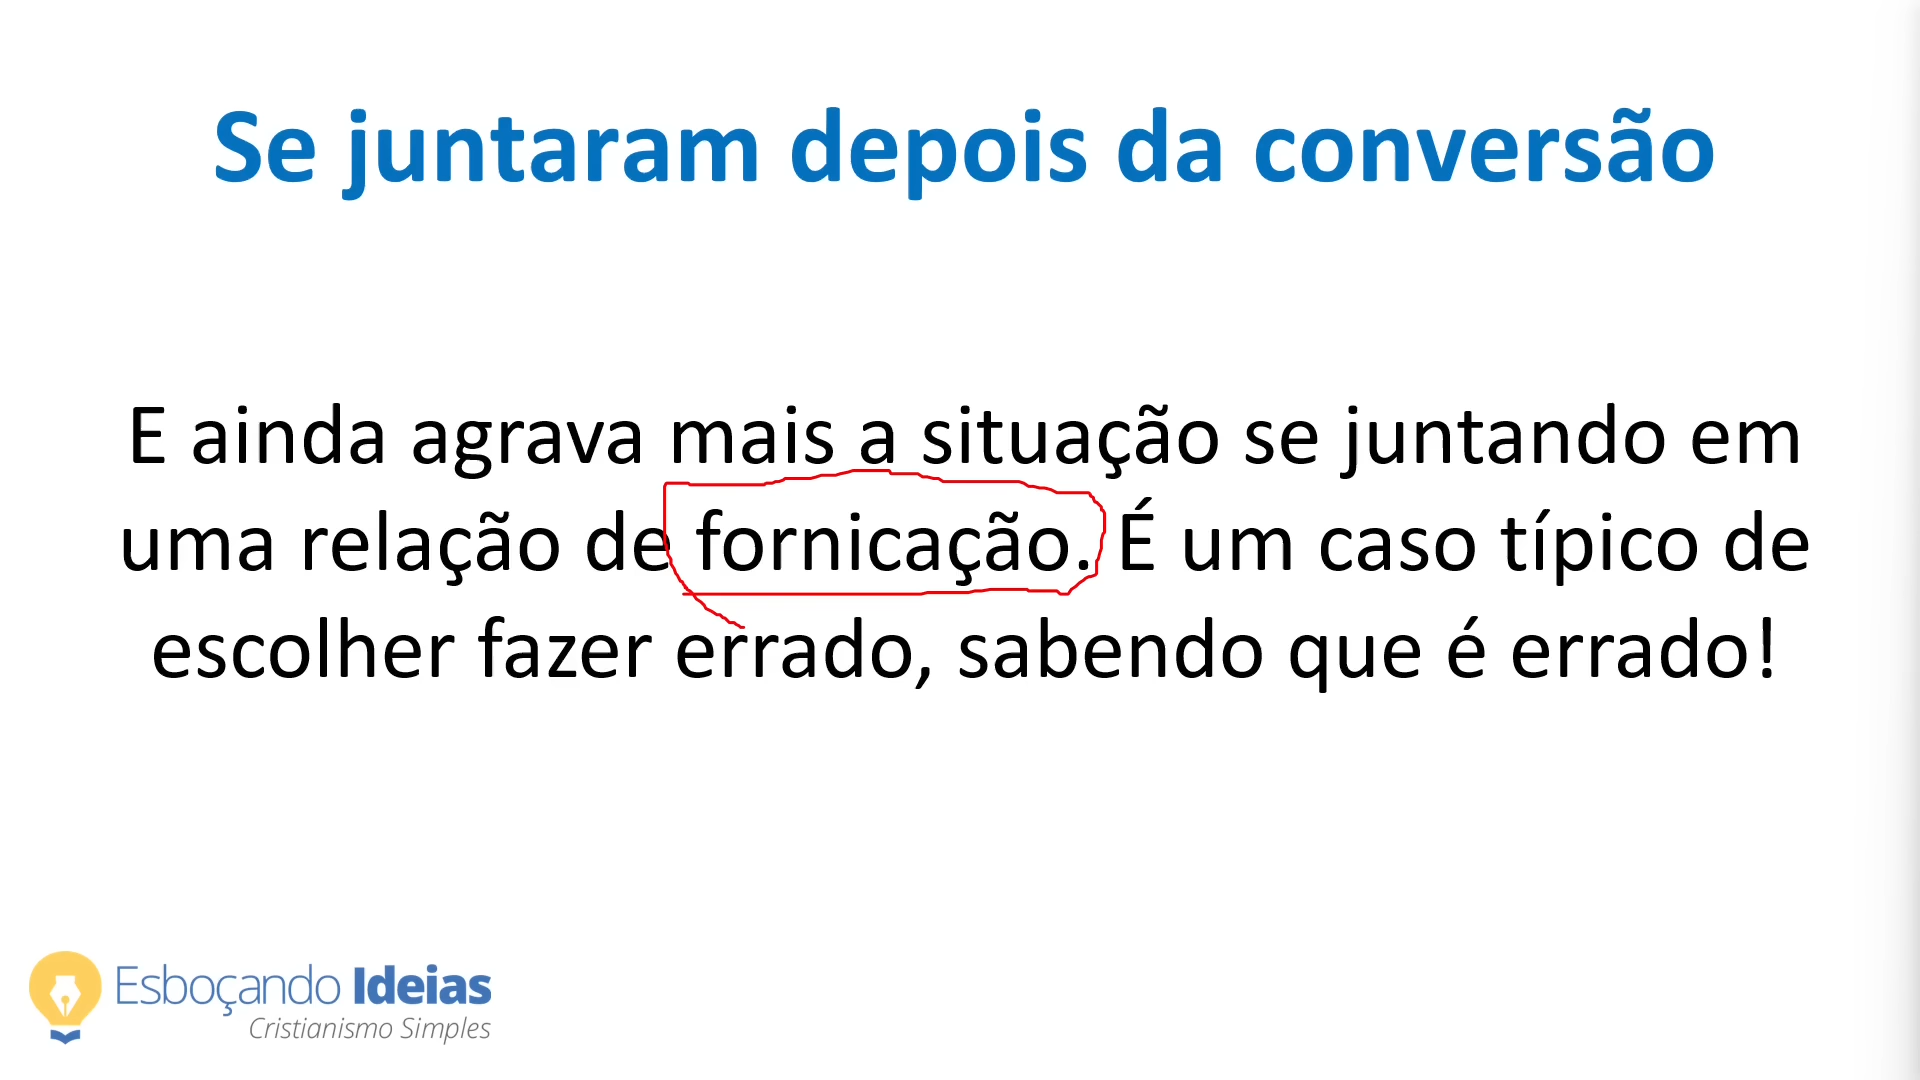 Se juntaram depois da conversão
E ainda agrava mais a situação se juntando em
uma relação de fornicação. É um caso típico de
escolher fazer errado, sabendo que é errado!
Esboçando Ideias
Cristianismo Simples